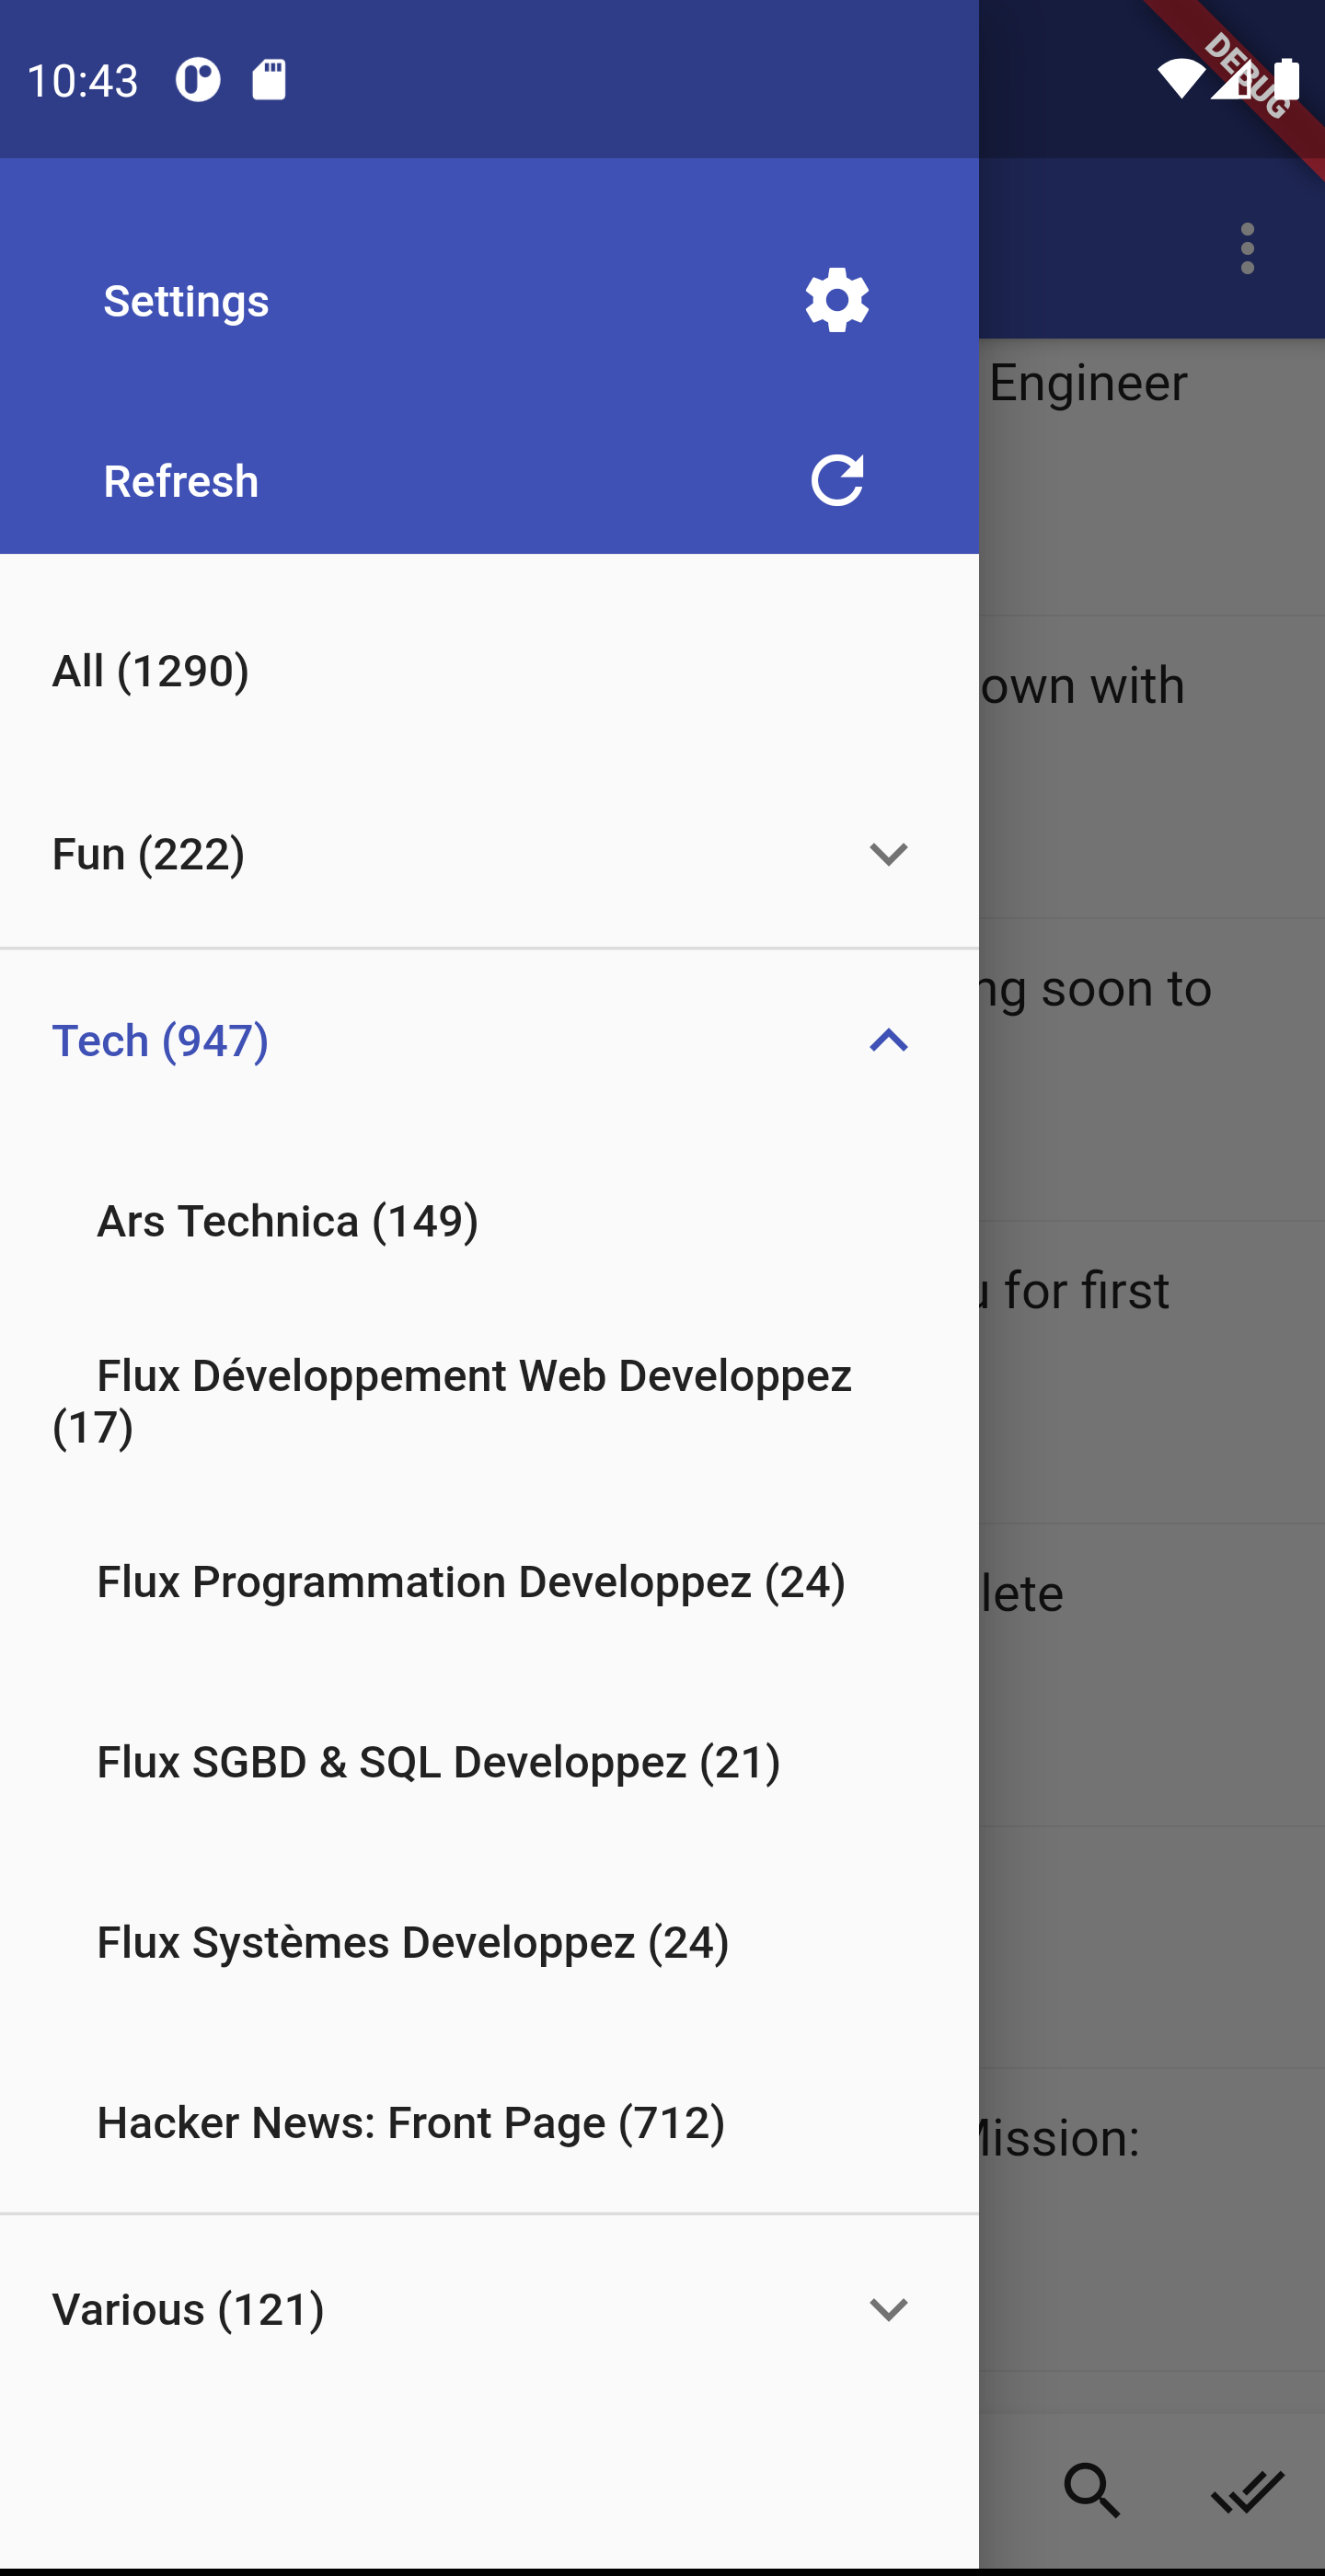 10:43
DEBUG
Settings
Refresh
Engineer
All (1290)
own with
Fun (222)
ng soon to
Tech (947)
Ars Technica (149)
for first
Flux Développement Web Developpez
(17)
Flux Programmation Developpez (24)
lete
Flux SGBD & SQL Developpez (21)
Flux Systèmes Developpez (24)
Hacker News: Front Page (712)
Mission:
Various (121)